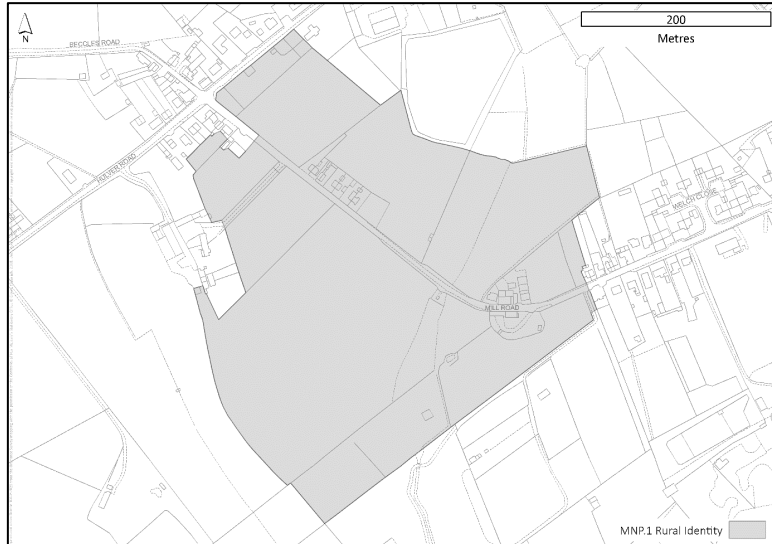 N
200
Metres
BECCLES ROAD
HULVER ROAD
WELCH CLOSE
MILL ROAD
MNP.1 Rural Identity